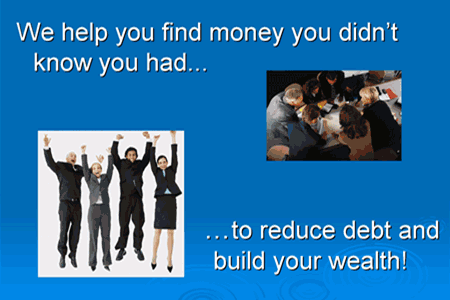 We help you find money you didn't
know you had...
...to reduce debt and
build your wealth!